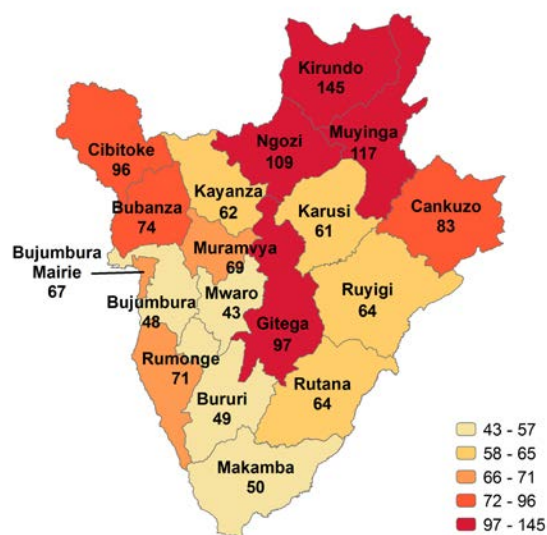 Kirundo
145
Ngozi
109
Muyinga
117
Cibitoke
96
Kayanza
62
Karusi
61
Cankuzo
83
Bubanza
74
Muramvya
69
Bujumbura
Mairie
67
Bujumbura
48
Mwaro
43
Gitega
97
Ruyigi
64
Rumonge
71
Bururi
49
Rutana
64
Makamba
50
43 - 57
58 - 65
66 - 71
72 - 96
97 - 145